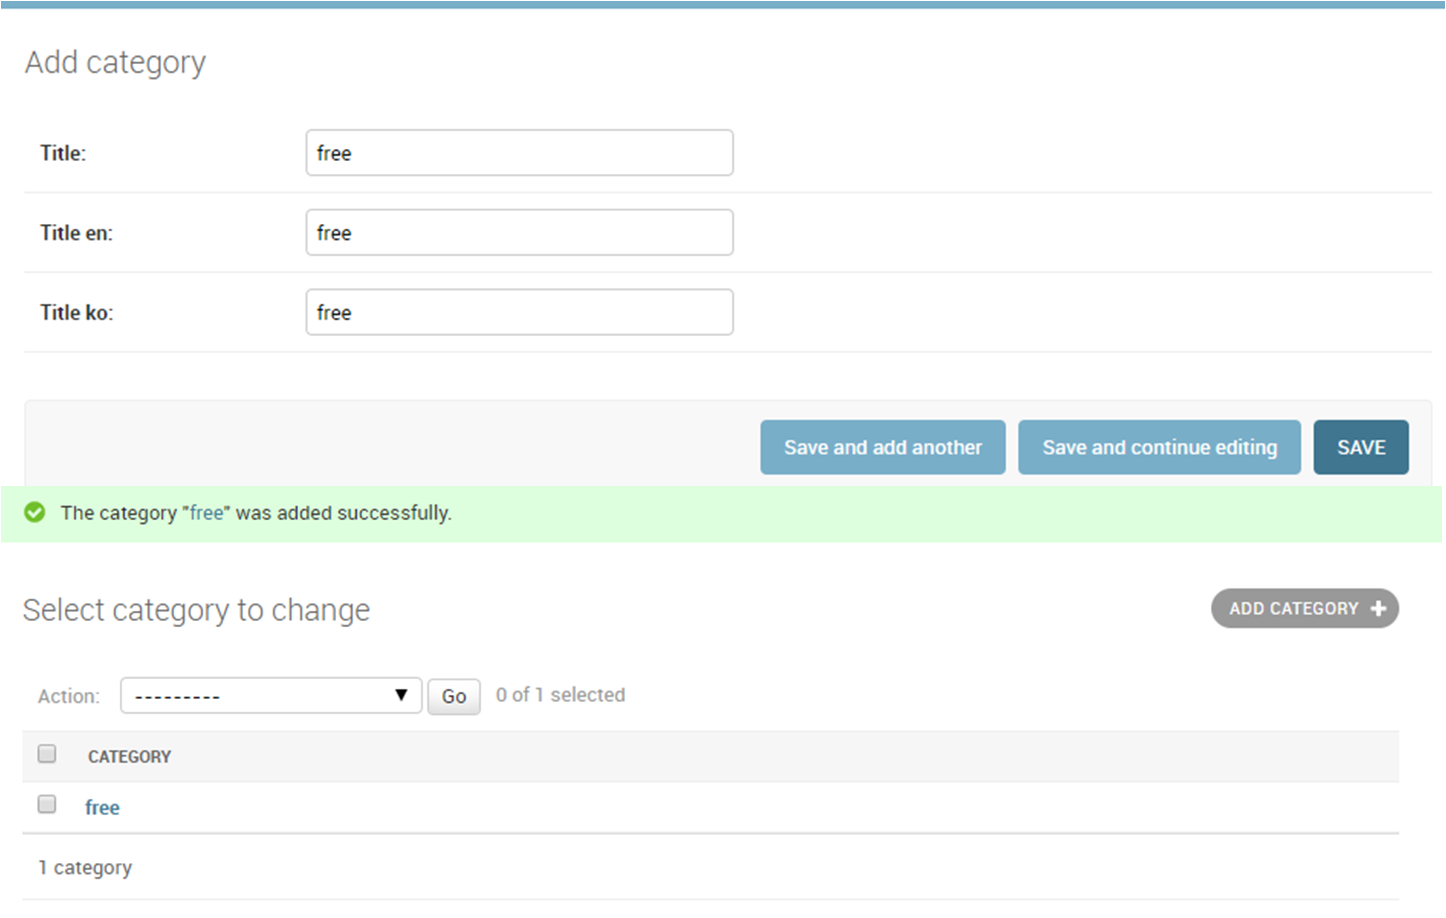 Add category
Title: free
Title en: free
Title ko: free
Save and add another Save and continue editing SAVE
The category "free" was added successfully.
Select category to change ADD CATEGORY +
Action: --------- Go 0 of 1 selected
CATEGORY
free
1 category